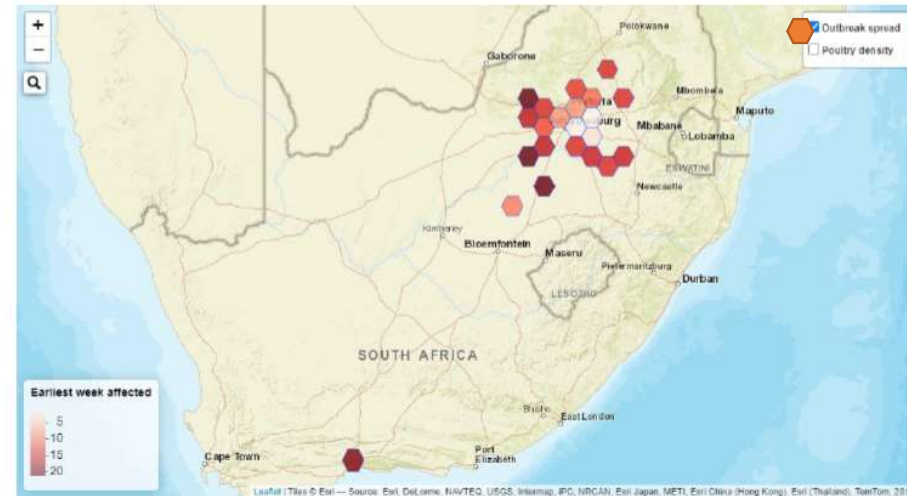 +
−
Polokwane
Outbreak spread
Poultry density
Gaborone
Mbombela
Maputo
Mbabane
Lobamba
ESWATINI
Newcastle
Kimberley
Bloemfontein
Maseru
Pietermaritzburg
Durban
LESOTHO
SOUTH AFRICA
Earliest week affected
5
10
15
20
Bhisho
East London
Cape Town
Port
Elizabeth
Leaflet | Tiles © Esri — Source: Esri, DeLorme, NAVTEQ, USGS, Intermap, iPC, NRCAN, Esri Japan, METI, Esri China (Hong Kong), Esri (Thailand), TomTom, 20